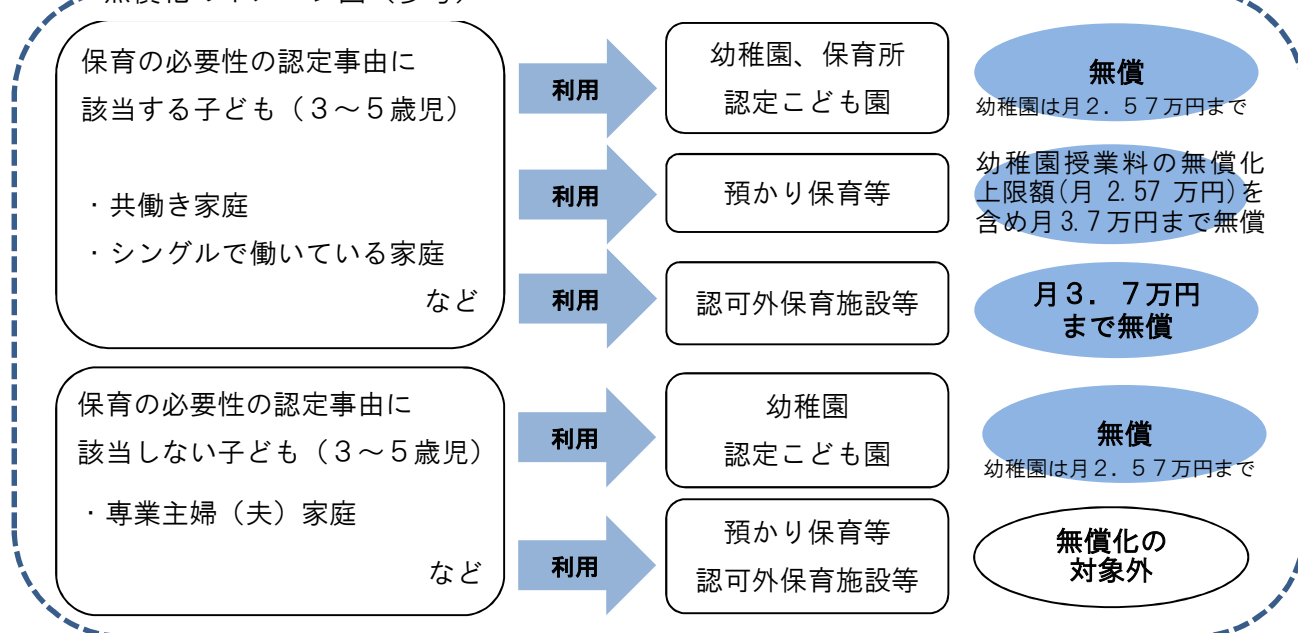 保育の必要性の認定事由に
該当する子ども（３～５歳児）
・共働き家庭
・シングルで働いている家庭
など
利用
幼稚園、保育所
認定こども園
無償
幼稚園は月２．５７万円まで
利用
預かり保育等
幼稚園授業料の無償化
上限額(月 2.57 万円)を
含め月3.7万円まで無償
利用
認可外保育施設等
月３．７万円
まで無償
保育の必要性の認定事由に
該当しない子ども（３～５歳児）
・専業主婦（夫）家庭
など
利用
幼稚園
認定こども園
無償
幼稚園は月２．５７万円まで
利用
預かり保育等
認可外保育施設等
無償化の
対象外